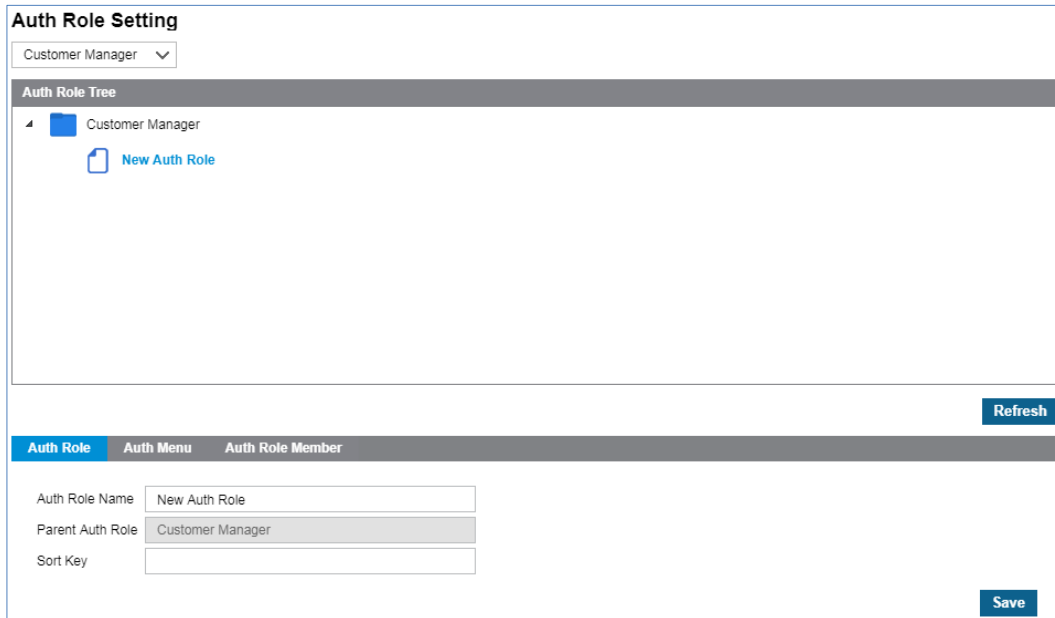 Auth Role Setting
Customer Manager
Auth Role Tree
Customer Manager
New Auth Role
Refresh
Auth Role Auth Menu Auth Role Member
Auth Role Name New Auth Role
Parent Auth Role Customer Manager
Sort Key
Save